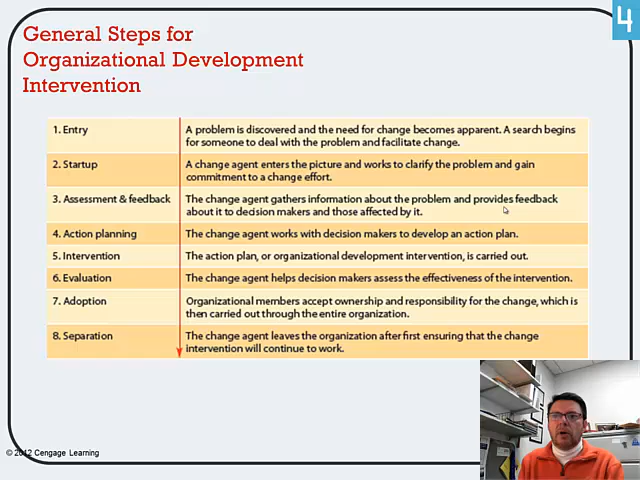 4
General Steps for
Organizational Development
Intervention
1. Entry
A problem is discovered and the need for change becomes apparent. A search begins
for someone to deal with the problem and facilitate change.
2. Startup
A change agent enters the picture and works to clarify the problem and gain
commitment to a change effort.
3. Assessment & feedback
The change agent gathers information about the problem and provides feedback
about it to decision makers and those affected by it.
4. Action planning
The change agent works with decision makers to develop an action plan.
5. Intervention
The action plan, or organizational development intervention, is carried out.
6. Evaluation
The change agent helps decision makers assess the effectiveness of the intervention.
7. Adoption
Organizational members accept ownership and responsibility for the change, which is
then carried out through the entire organization.
8. Separation
The change agent leaves the organization after first ensuring that the change
intervention will continue to work.
© 2012 Cengage Learning